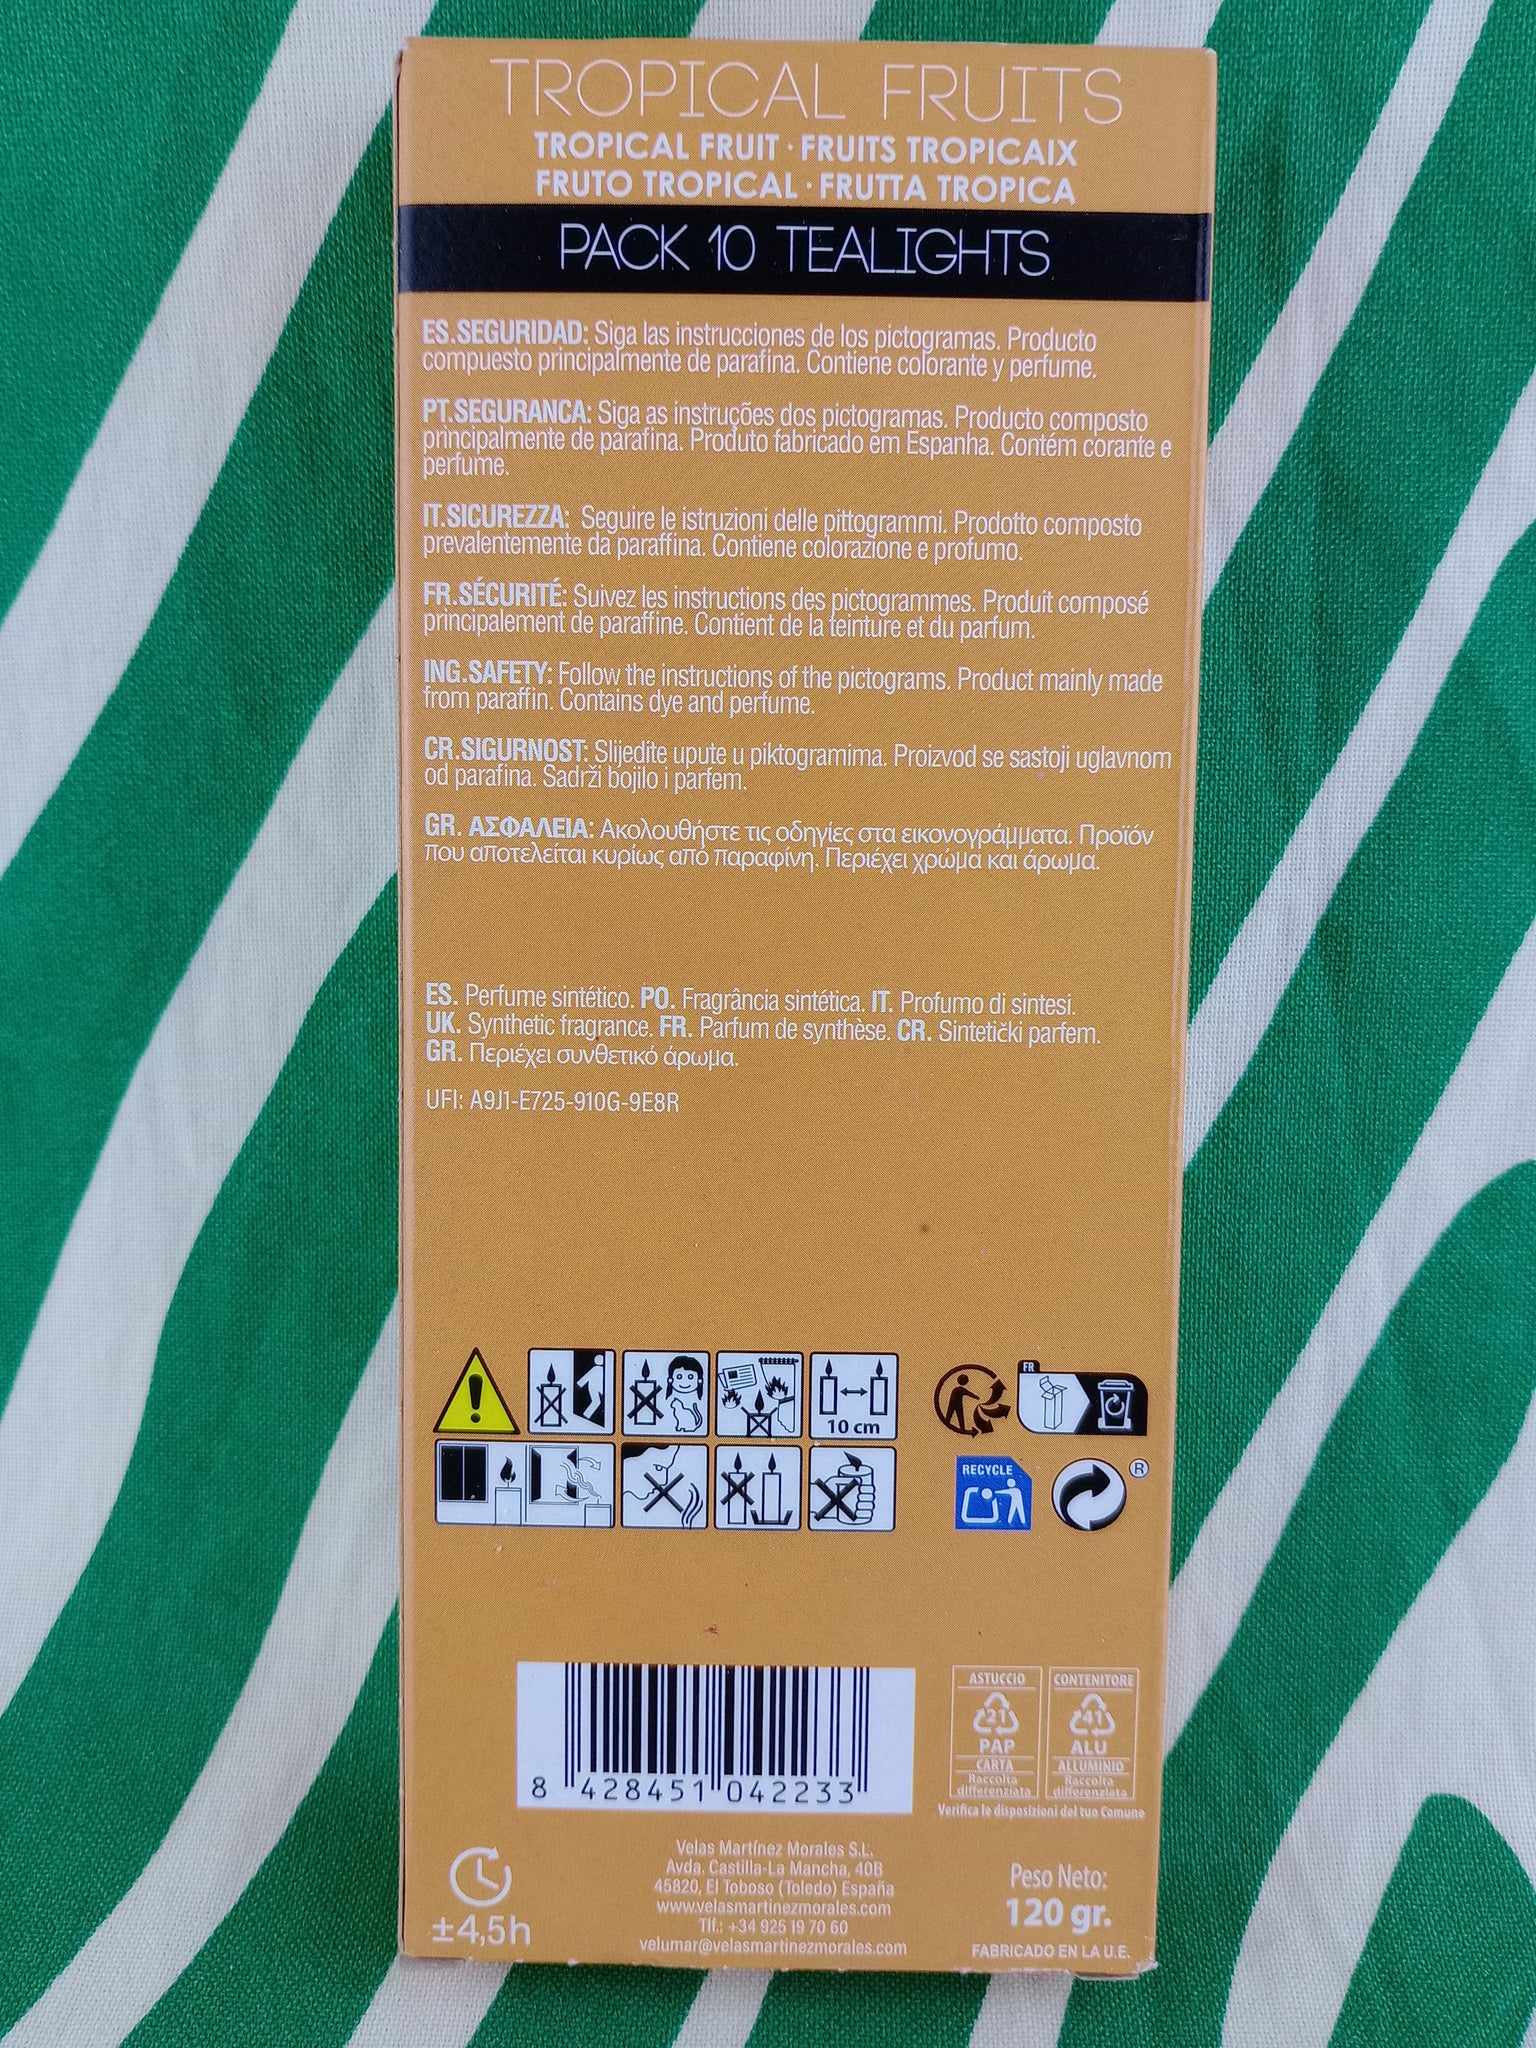 TROPICAL FRUITS
TROPICAL FRUIT · FRUITS TROPICAIX
FRUTO TROPICAL · FRUTTA TROPICA
PACK 10 TEALIGHTS
ES.SEGURIDAD: Siga las instrucciones de los pictogramas. Producto
compuesto principalmente de parafina. Contiene colorante y perfume.
PT.SEGURANCA: Siga as instruções dos pictogramas. Producto composto
principalmente de parafina. Produto fabricado em Espanha. Contém corante e
perfume.
IT.SICUREZZA: Seguire le istruzioni delle pittogrammi. Prodotto composto
prevalentemente da paraffina. Contiene colorazione e profumo.
FR.SÉCURITÉ: Suivez les instructions des pictogrammes. Produit composé
principalement de paraffine. Contient de la teinture et du parfum.
ING.SAFETY: Follow the instructions of the pictograms. Product mainly made
from paraffin. Contains dye and perfume.
CR.SIGURNOST: Slijedite upute u piktogramima. Proizvod se sastoji uglavnom
od parafina. Sadrži bojilo i parfem.
GR. ΑΣΦΑΛΕΙΑ: Ακολουθήστε τις οδηγίες στα εικονογράμματα. Προϊόν
που αποτελείται κυρίως από παραφίνη. Περιέχει χρώμα και άρωμα.
ES. Perfume sintético. PO. Fragrância sintética. IT. Profumo di sintesi.
UK. Synthetic fragrance. FR. Parfum de synthèse. CR. Sintetički parfem.
GR. Περιέχει συνθετικό άρωμα.
UFI: A9J1-E725-910G-9E8R
10 cm
FR
RECYCLE
®
8 428451 042233
ASTUCCIO
21
PAP
CARTA
Raccolta
differenziata
CONTENITORE
41
ALU
ALLUMINIO
Raccolta
differenziata
Verifica le disposizioni del tuo Comune
±4,5h
Velas Martínez Morales S.L.
Avda. Castilla-La Mancha, 40B
45820, El Toboso (Toledo) España
www.velasmartinezmorales.com
Tlf.: +34 925 19 70 60
velumar@velasmartinezmorales.com
Peso Neto:
120 gr.
FABRICADO EN LA U.E.